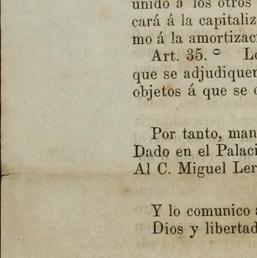 unido á los otros
cará á la capitaliz
mo á la amortizaci
Art. 35.º
que se adjudiquen
objetos á que se
Por tanto, man
Dado en el Palaci
Al C. Miguel Ler
Y lo comunico
Dios y libertad